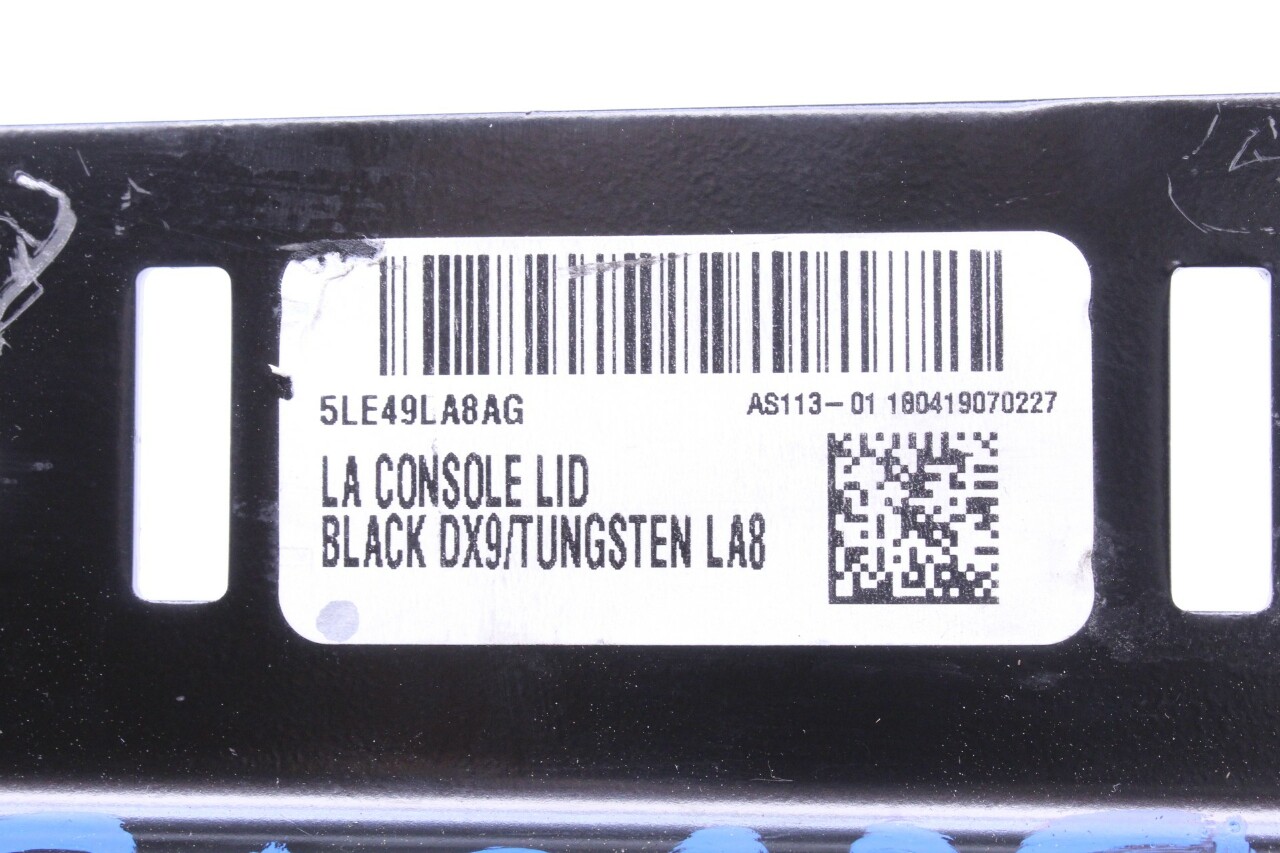 5LE49LA8AG
AS113-01 180419070227
LA CONSOLE LID
BLACK DX9/TUNGSTEN LA8